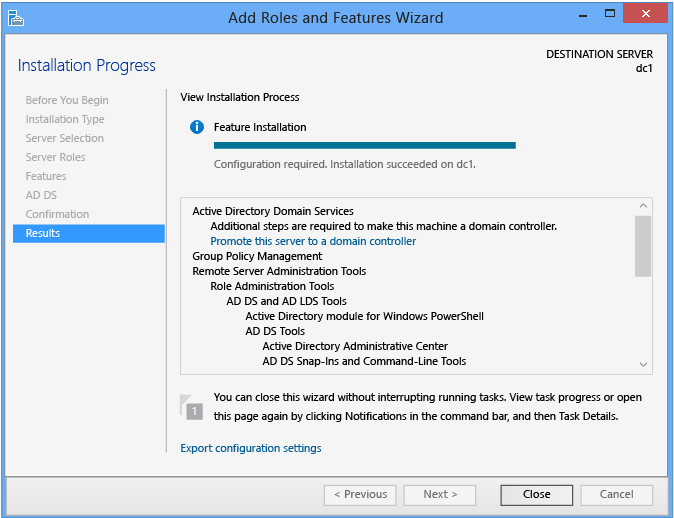 Add Roles and Features Wizard
Installation Progress
DESTINATION SERVER
dc1
Before You Begin
Installation Type
Server Selection
Server Roles
Features
AD DS
Confirmation
Results
View Installation Process
Feature Installation
Configuration required. Installation succeeded on dc1.
Active Directory Domain Services
Additional steps are required to make this machine a domain controller.
Promote this server to a domain controller
Group Policy Management
Remote Server Administration Tools
Role Administration Tools
AD DS and AD LDS Tools
Active Directory module for Windows PowerShell
AD DS Tools
Active Directory Administrative Center
AD DS Snap-Ins and Command-Line Tools
1
You can close this wizard without interrupting running tasks. View task progress or open
this page again by clicking Notifications in the command bar, and then Task Details.
Export configuration settings
< Previous
Next >
Close
Cancel